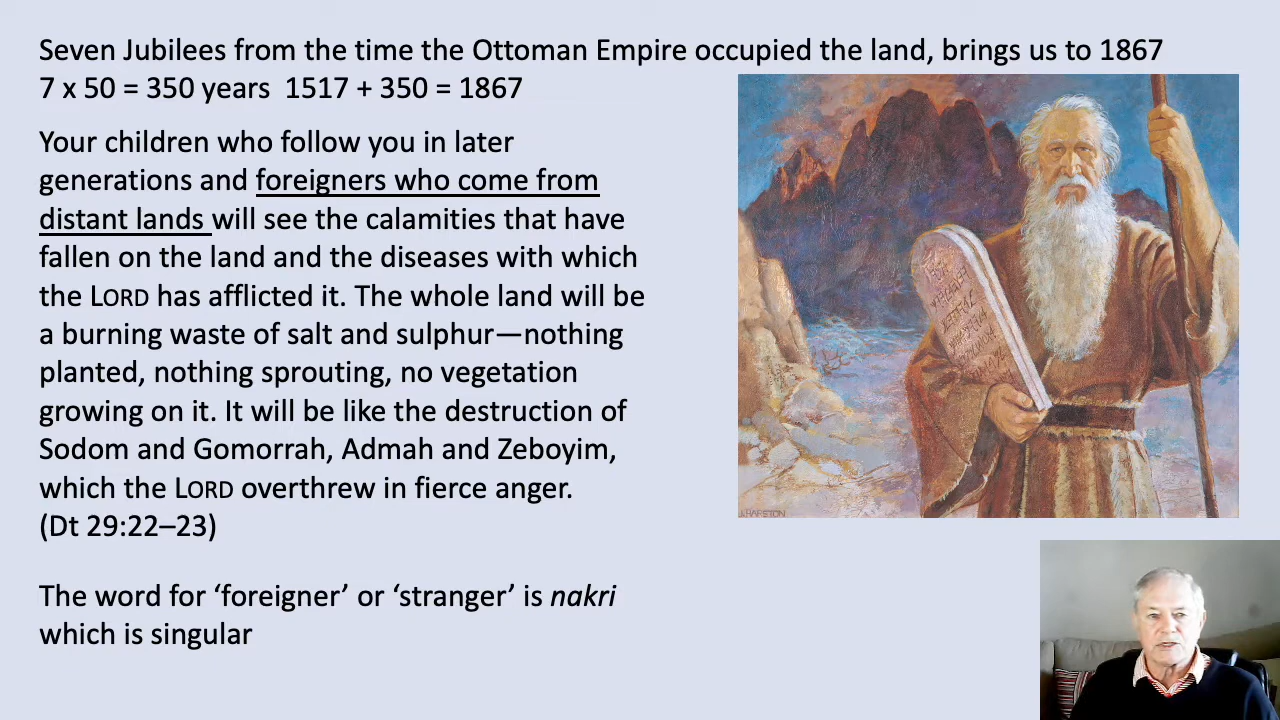 Seven Jubilees from the time the Ottoman Empire occupied the land, brings us to 1867
7 x 50 = 350 years  1517 + 350 = 1867
Your children who follow you in later
generations and foreigners who come from
distant lands will see the calamities that have
fallen on the land and the diseases with which
the LORD has afflicted it. The whole land will be
a burning waste of salt and sulphur—nothing
planted, nothing sprouting, no vegetation
growing on it. It will be like the destruction of
Sodom and Gomorrah, Admah and Zeboyim,
which the LORD overthrew in fierce anger.
(Dt 29:22–23)
The word for ‘foreigner’ or ‘stranger’ is nakri
which is singular